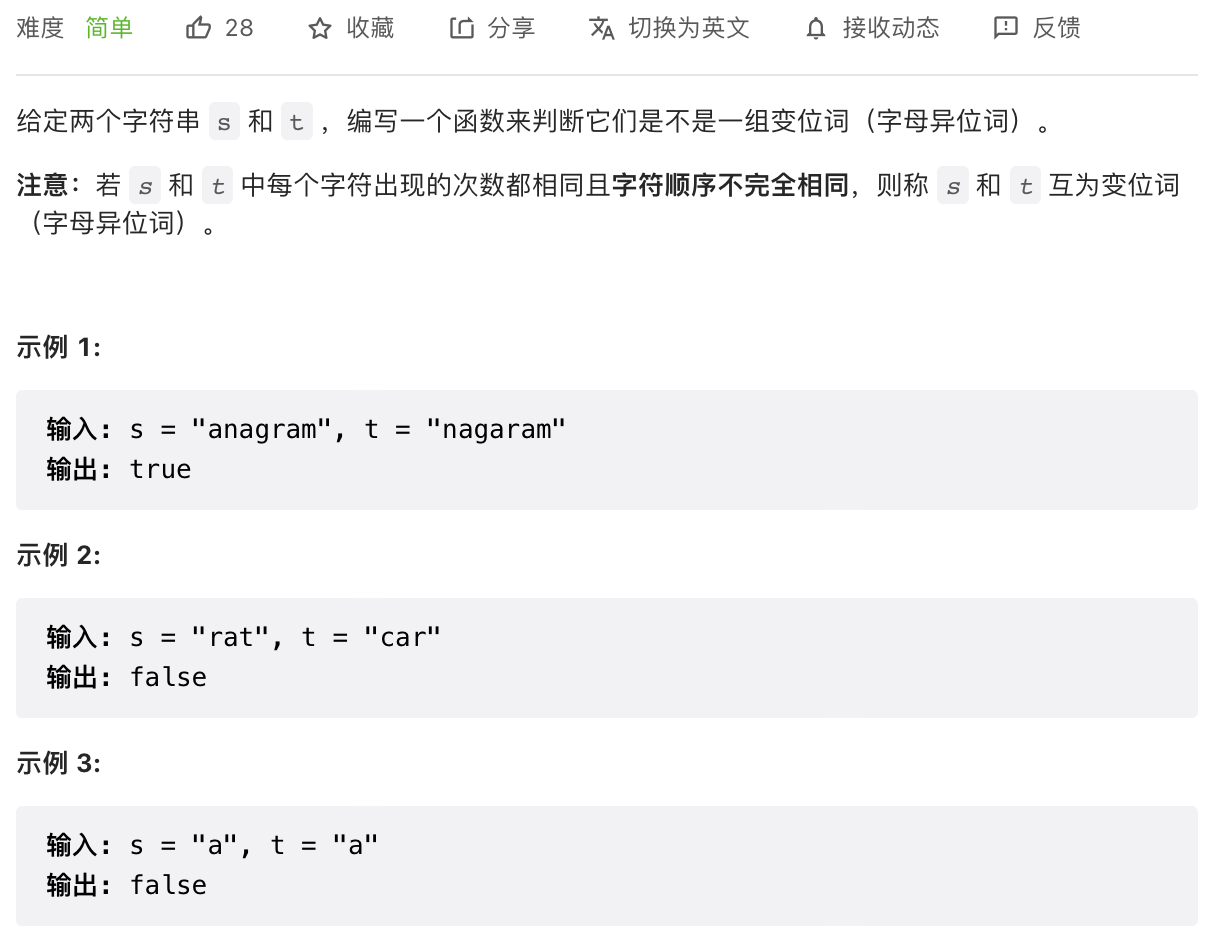 难度 简单 28 收藏 分享 切换为英文 接收动态 反馈
给定两个字符串 s 和 t ，编写一个函数来判断它们是不是一组变位词（字母异位词）。
注意：若 s 和 t 中每个字符出现的次数都相同且字符顺序不完全相同，则称 s 和 t 互为变位词
（字母异位词）。
示例 1:
输入: s = "anagram", t = "nagaram"
输出: true
示例 2:
输入: s = "rat", t = "car"
输出: false
示例 3:
输入: s = "a", t = "a"
输出: false